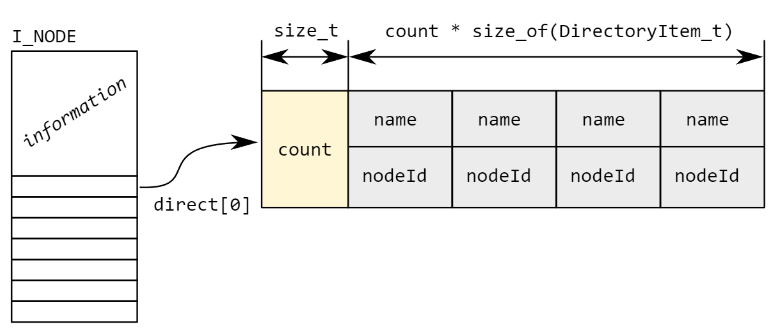 I_NODE
information
direct[0]
size_t
count * size_of(DirectoryItem_t)
count
name name name name
nodeId nodeId nodeId nodeId